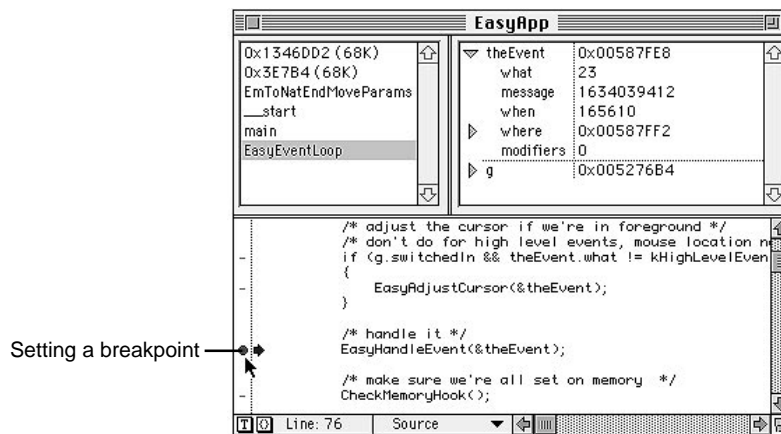 EasyApp
0x1346DD2 (68K)
0x3E7B4 (68K)
EmToNatEndMoveParams
__start
main
EasyEventLoop
theEvent 0x00587FE8
what 23
message 1634039412
when 165610
where 0x00587FF2
modifiers 0
g 0x005276B4
/* adjust the cursor if we're in foreground */
/* don't do for high level events, mouse location n
if (g.switchedIn && theEvent.what != kHighLevelEven
{
EasyAdjustCursor(&theEvent);
}
/* handle it */
Setting a breakpoint
EasyHandleEvent(&theEvent);
/* make sure we're all set on memory */
CheckMemoryHook();
T {} Line: 76 Source